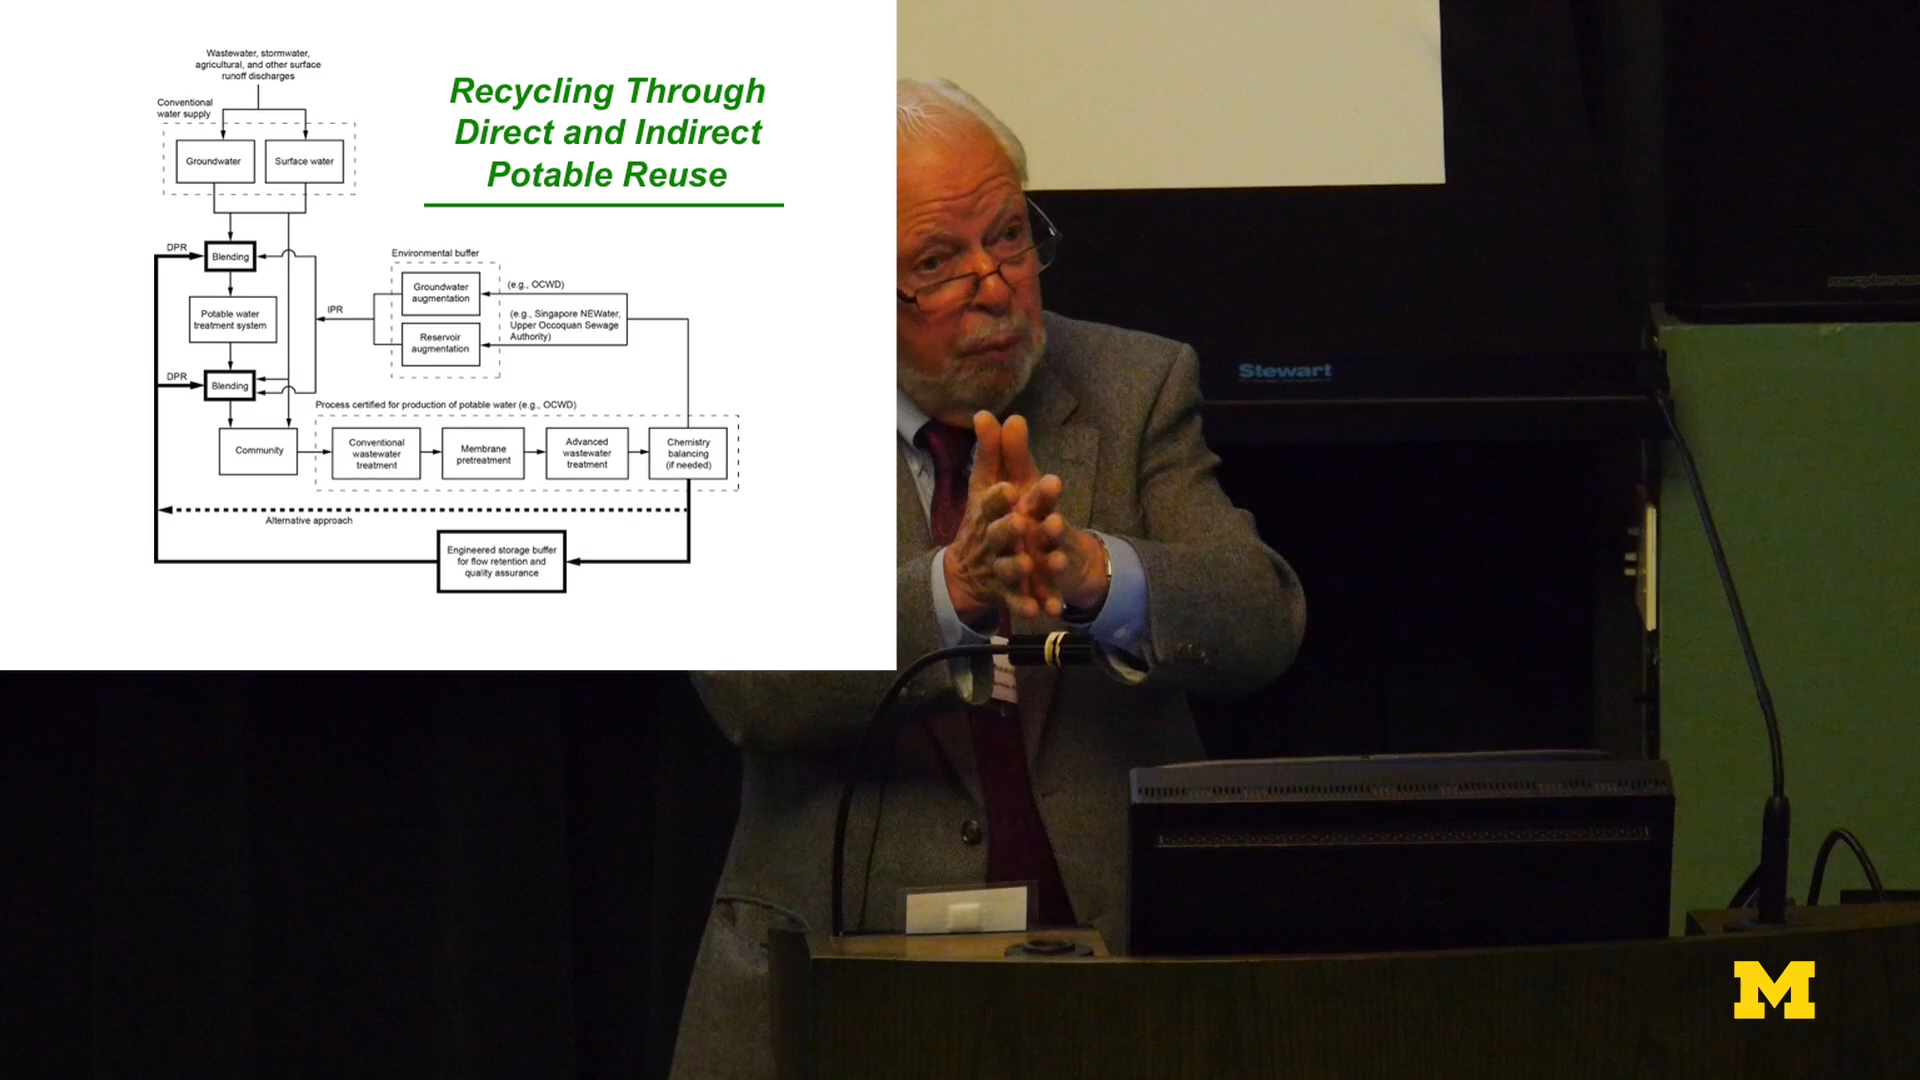 Wastewater, stormwater,
agricultural, and other surface
runoff discharges
Recycling Through
Direct and Indirect
Potable Reuse
Conventional
water supply
Groundwater
Surface water
DPR
Blending
Environmental buffer
Groundwater
augmentation
(e.g., OCWD)
IPR
Potable water
treatment system
(e.g., Singapore NEWater,
Upper Occoquan Sewage
Authority)
Reservoir
augmentation
DPR
Blending
Process certified for production of potable water (e.g., OCWD)
Community
Conventional
wastewater
treatment
Membrane
pretreatment
Advanced
wastewater
treatment
Chemistry
balancing
(if needed)
Alternative approach
Engineered storage buffer
for flow retention and
quality assurance
Stewart
M